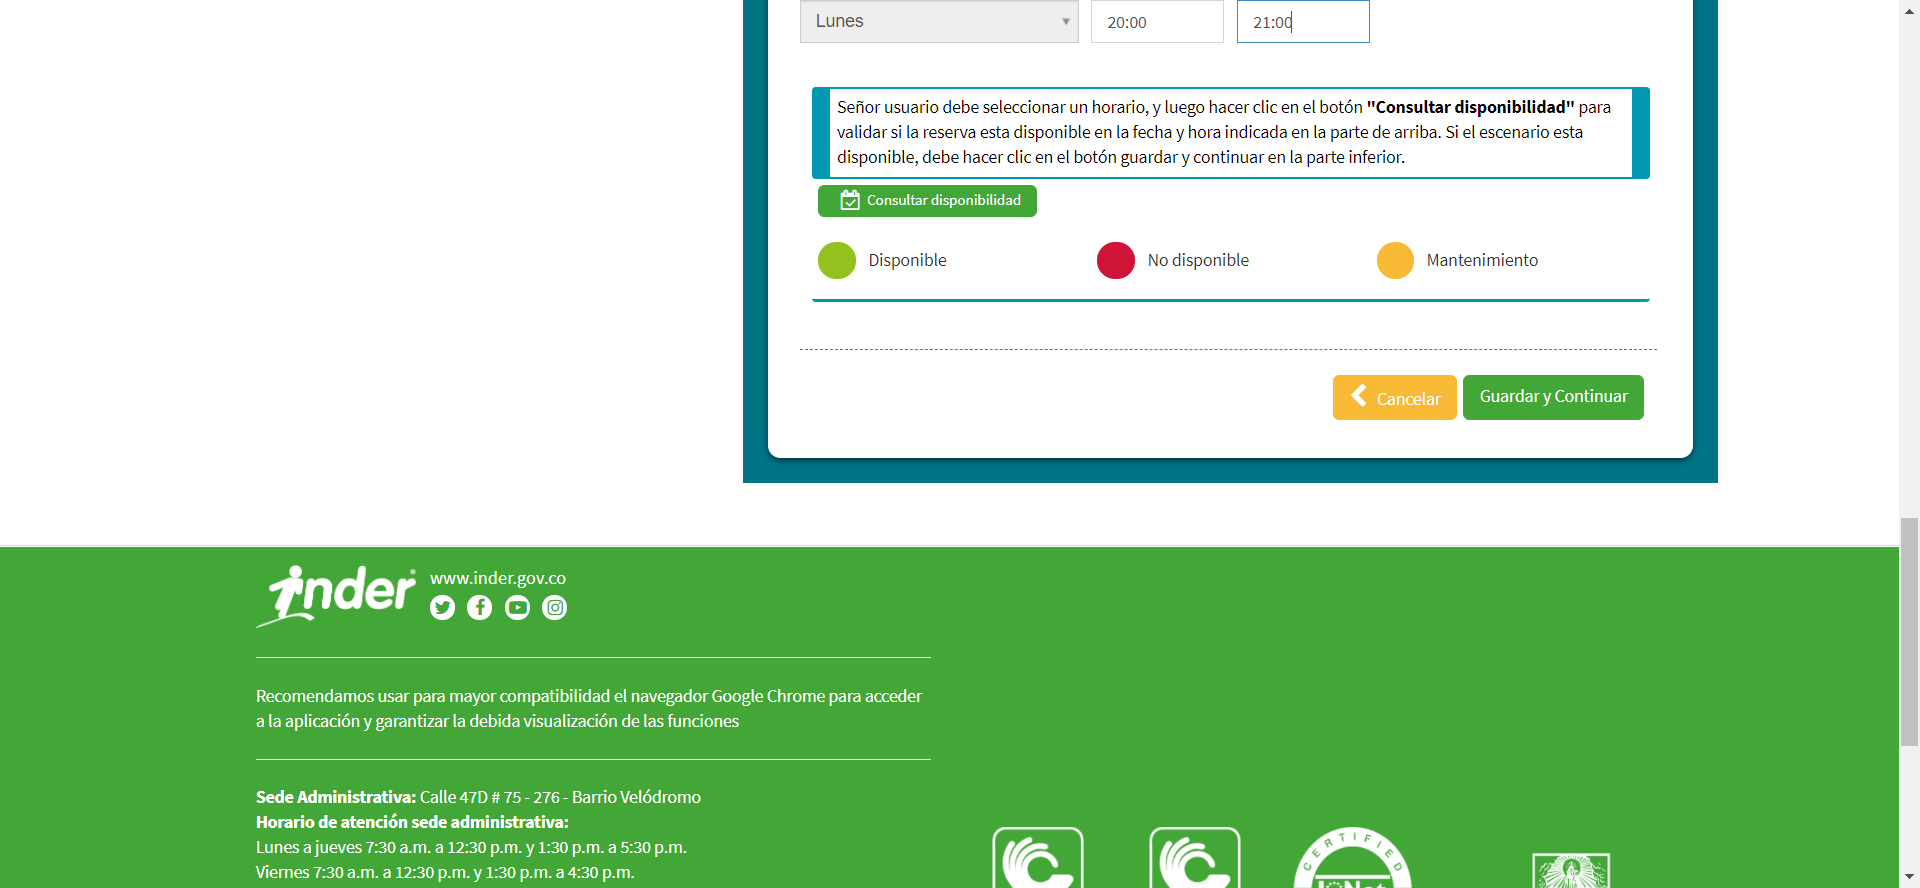 Lunes
20:00
21:00
Señor usuario debe seleccionar un horario, y luego hacer clic en el botón "Consultar disponibilidad" para
validar si la reserva esta disponible en la fecha y hora indicada en la parte de arriba. Si el escenario esta
disponible, debe hacer clic en el botón guardar y continuar en la parte inferior.
Consultar disponibilidad
Disponible
No disponible
Mantenimiento
Cancelar
Guardar y Continuar
inder
www.inder.gov.co
Recomendamos usar para mayor compatibilidad el navegador Google Chrome para acceder
a la aplicación y garantizar la debida visualización de las funciones
Sede Administrativa: Calle 47D # 75 - 276 - Barrio Velódromo
Horario de atención sede administrativa:
Lunes a jueves 7:30 a.m. a 12:30 p.m. y 1:30 p.m. a 5:30 p.m.
Viernes 7:30 a.m. a 12:30 p.m. y 1:30 p.m. a 4:30 p.m.
CERTIFIED